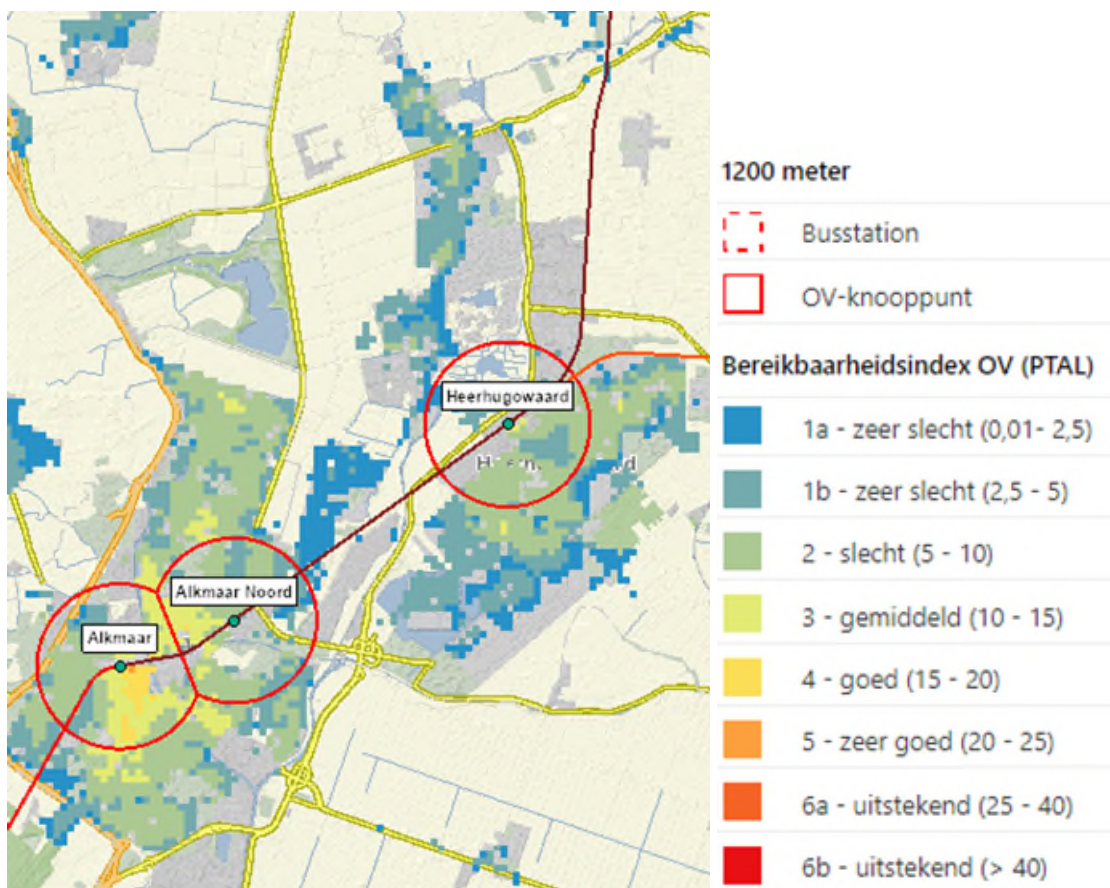 Heerhugowaard
Alkmaar Noord
Alkmaar
1200 meter
Busstation
OV-knooppunt
Bereikbaarheidsindex OV (PTAL)
1a - zeer slecht (0,01- 2,5)
1b - zeer slecht (2,5 - 5)
2 - slecht (5 - 10)
3 - gemiddeld (10 - 15)
4 - goed (15 - 20)
5 - zeer goed (20 - 25)
6a - uitstekend (25 - 40)
6b - uitstekend (> 40)